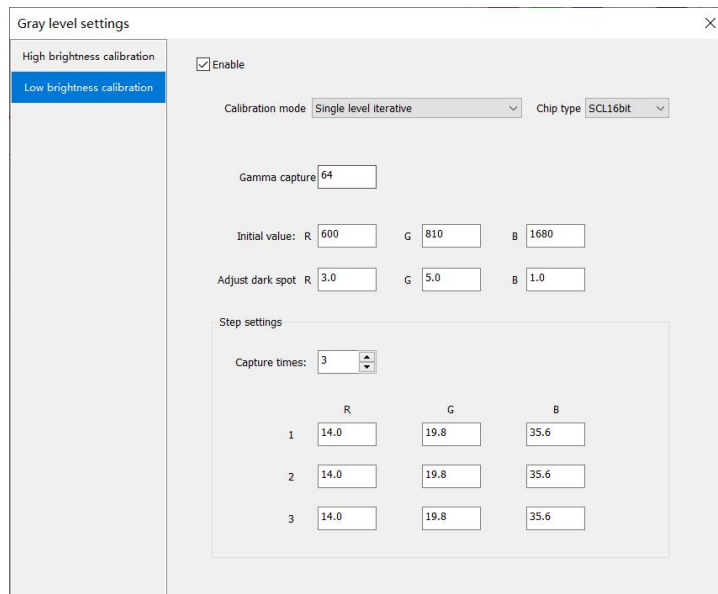 Gray level settings
High brightness calibration
Low brightness calibration
Enable
Calibration mode Single level iterative Chip type SCL16bit
Gamma capture 64
Initial value: R 600 G 810 B 1680
Adjust dark spot R 3.0 G 5.0 B 1.0
Step settings
Capture times: 3
R G B
1 14.0 19.8 35.6
2 14.0 19.8 35.6
3 14.0 19.8 35.6